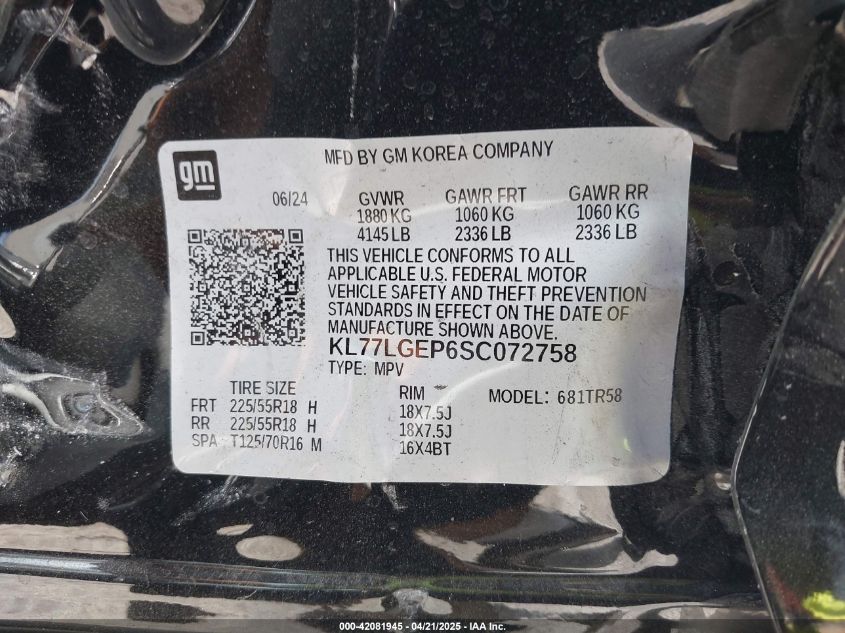 gm
MFD BY GM KOREA COMPANY
06/24 GVWR GAWR FRT GAWR RR
1880 KG 1060 KG 1060 KG
4145 LB 2336 LB 2336 LB
THIS VEHICLE CONFORMS TO ALL
APPLICABLE U.S. FEDERAL MOTOR
VEHICLE SAFETY AND THEFT PREVENTION
STANDARDS IN EFFECT ON THE DATE OF
MANUFACTURE SHOWN ABOVE.
KL77LGEP6SC072758
TYPE: MPV
TIRE SIZE RIM MODEL: 681TR58
FRT 225/55R18 H 18X7.5J
RR 225/55R18 H 18X7.5J
SPA T125/70R16 M 16X4BT
000-42081945 - 04/21/2025 - IAA Inc.